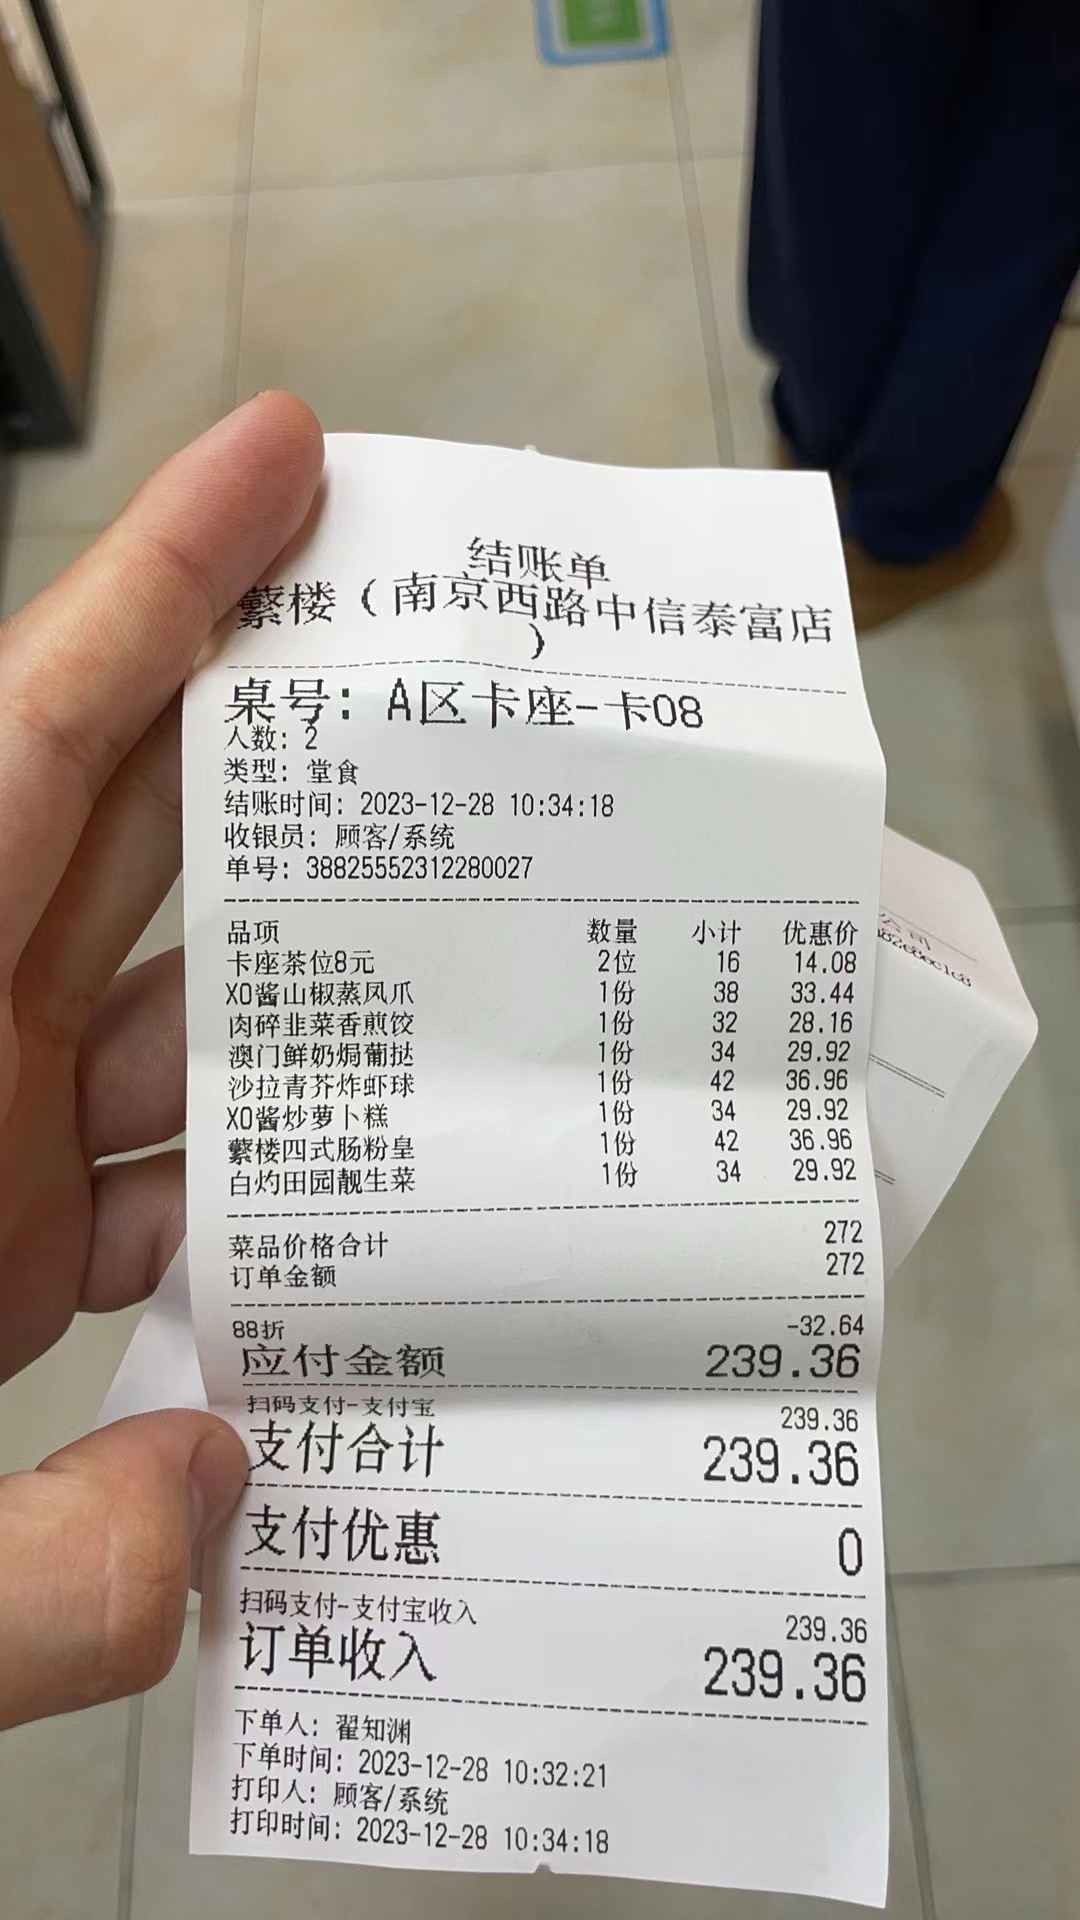 结账单
蘩楼（南京西路中信泰富店
）
桌号：A区卡座-卡08
人数：2
类型：堂食
结账时间：2023-12-28 10:34:18
收银员：顾客/系统
单号：38825552312280027
品项 数量 小计 优惠价
卡座茶位8元 2位 16 14.08
XO酱山椒蒸凤爪 1份 38 33.44
肉碎韭菜香煎饺 1份 32 28.16
澳门鲜奶焗葡挞 1份 34 29.92
沙拉青芥炸虾球 1份 42 36.96
XO酱炒萝卜糕 1份 34 29.92
蘩楼四式肠粉皇 1份 42 36.96
白灼田园靓生菜 1份 34 29.92
菜品价格合计 272
订单金额 272
88折 -32.64
应付金额 239.36
扫码支付-支付宝 239.36
支付合计 239.36
支付优惠 0
扫码支付-支付宝收入 239.36
订单收入 239.36
下单人：翟知渊
下单时间：2023-12-28 10:32:21
打印人：顾客/系统
打印时间：2023-12-28 10:34:18
公司